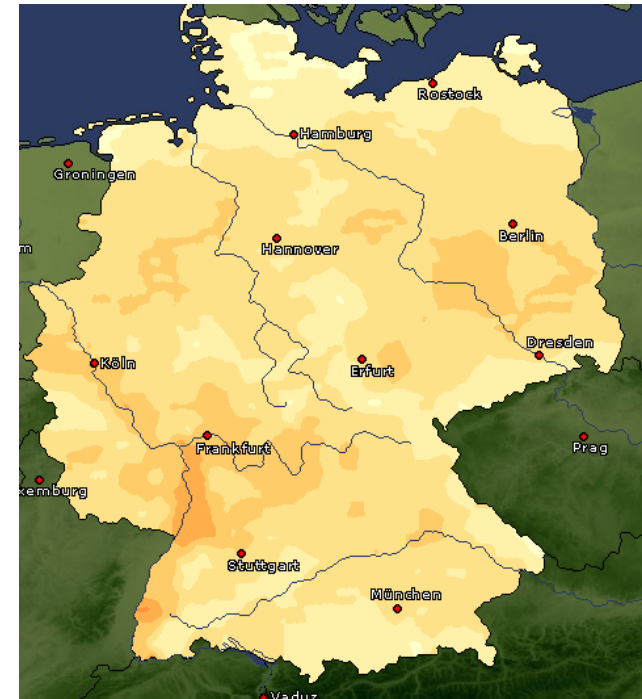 Rostock
Hamburg
Groningen
Berlin
Hannover
m
Dresden
Köln
Erfurt
Frankfurt
Prag
xemburg
Stuttgart
München
Vaduz